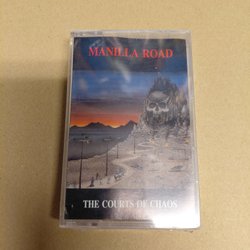 MANILLA ROAD
THE COURTS OF CHAOS